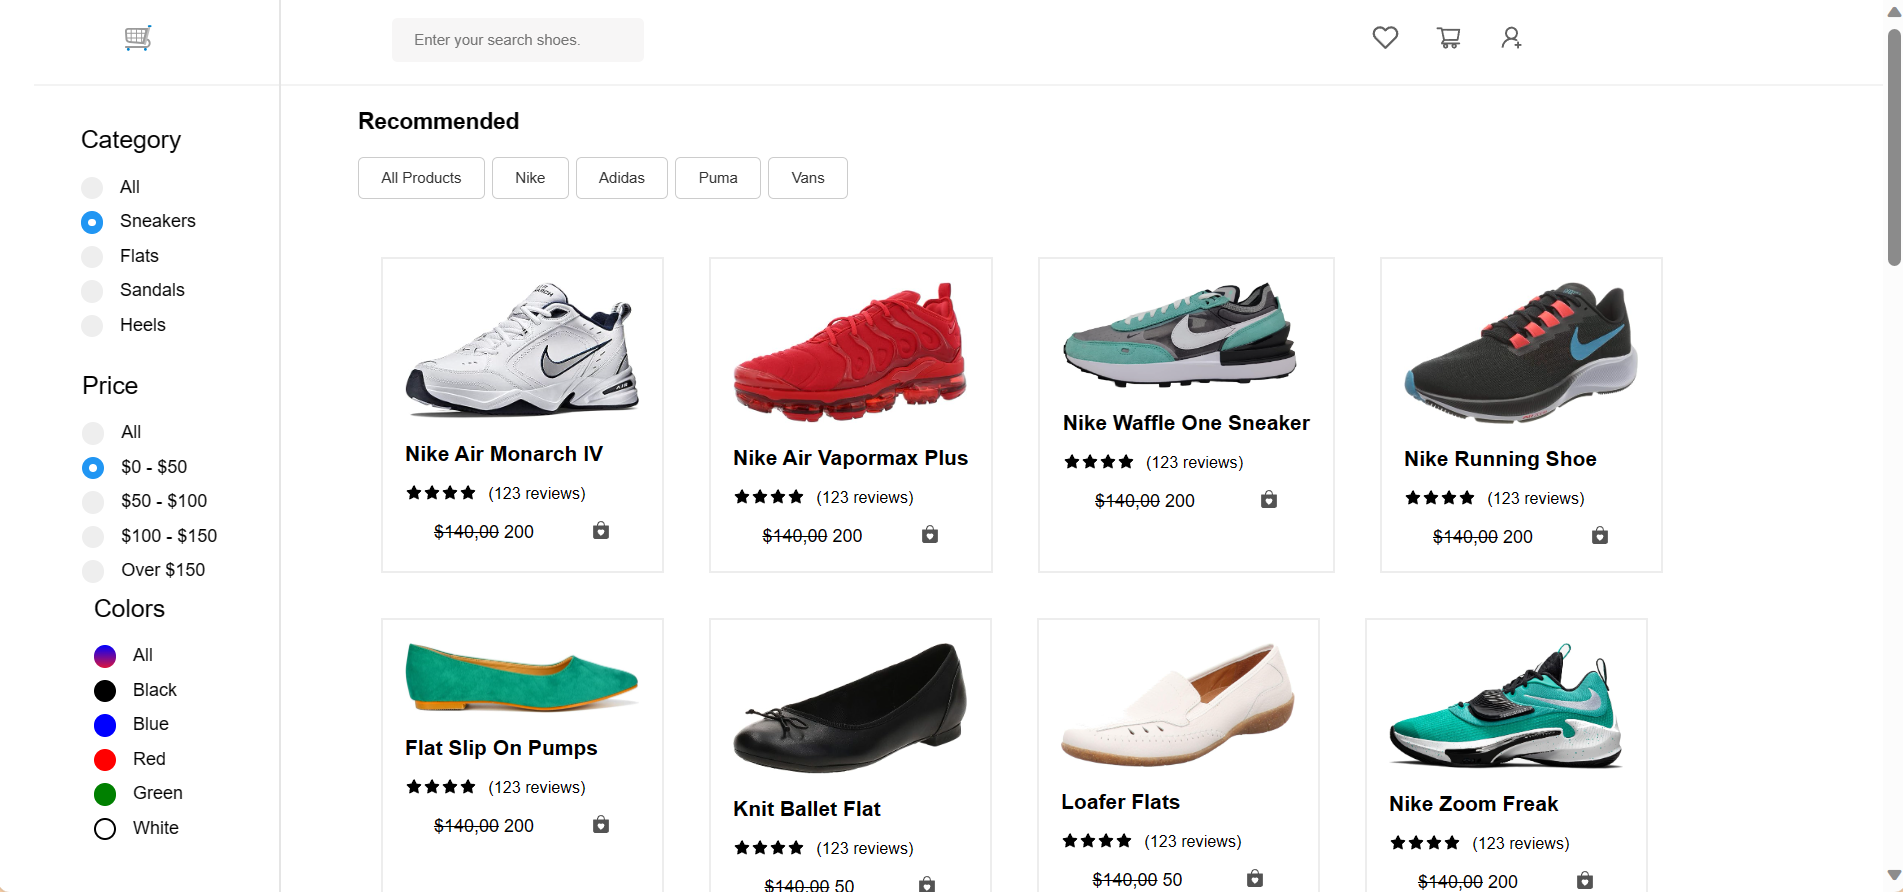 Enter your search shoes.
Category
All
Sneakers
Flats
Sandals
Heels
Price
All
$0 - $50
$50 - $100
$100 - $150
Over $150
Colors
All
Black
Blue
Red
Green
White
Recommended
All Products
Nike
Adidas
Puma
Vans
Nike Air Monarch IV
(123 reviews)
$140,00 200
Nike Air Vapormax Plus
(123 reviews)
$140,00 200
Nike Waffle One Sneaker
(123 reviews)
$140,00 200
Nike Running Shoe
(123 reviews)
$140,00 200
Flat Slip On Pumps
(123 reviews)
$140,00 200
Knit Ballet Flat
(123 reviews)
$140,00 50
Loafer Flats
(123 reviews)
$140,00 50
Nike Zoom Freak
(123 reviews)
$140,00 200